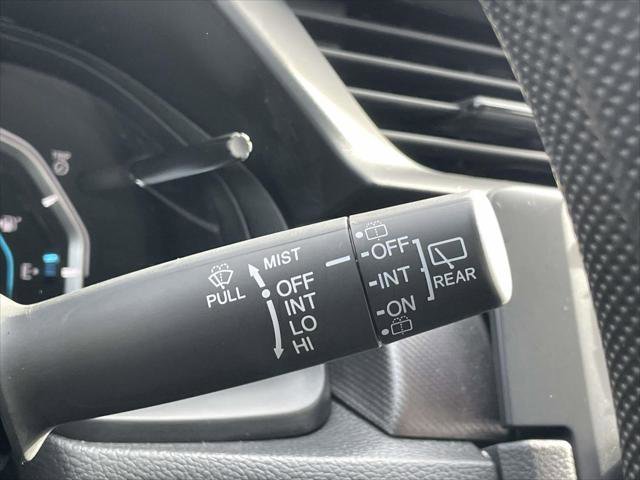 MIST
OFF
INT
LO
HI
PULL
OFF
INT
ON
REAR